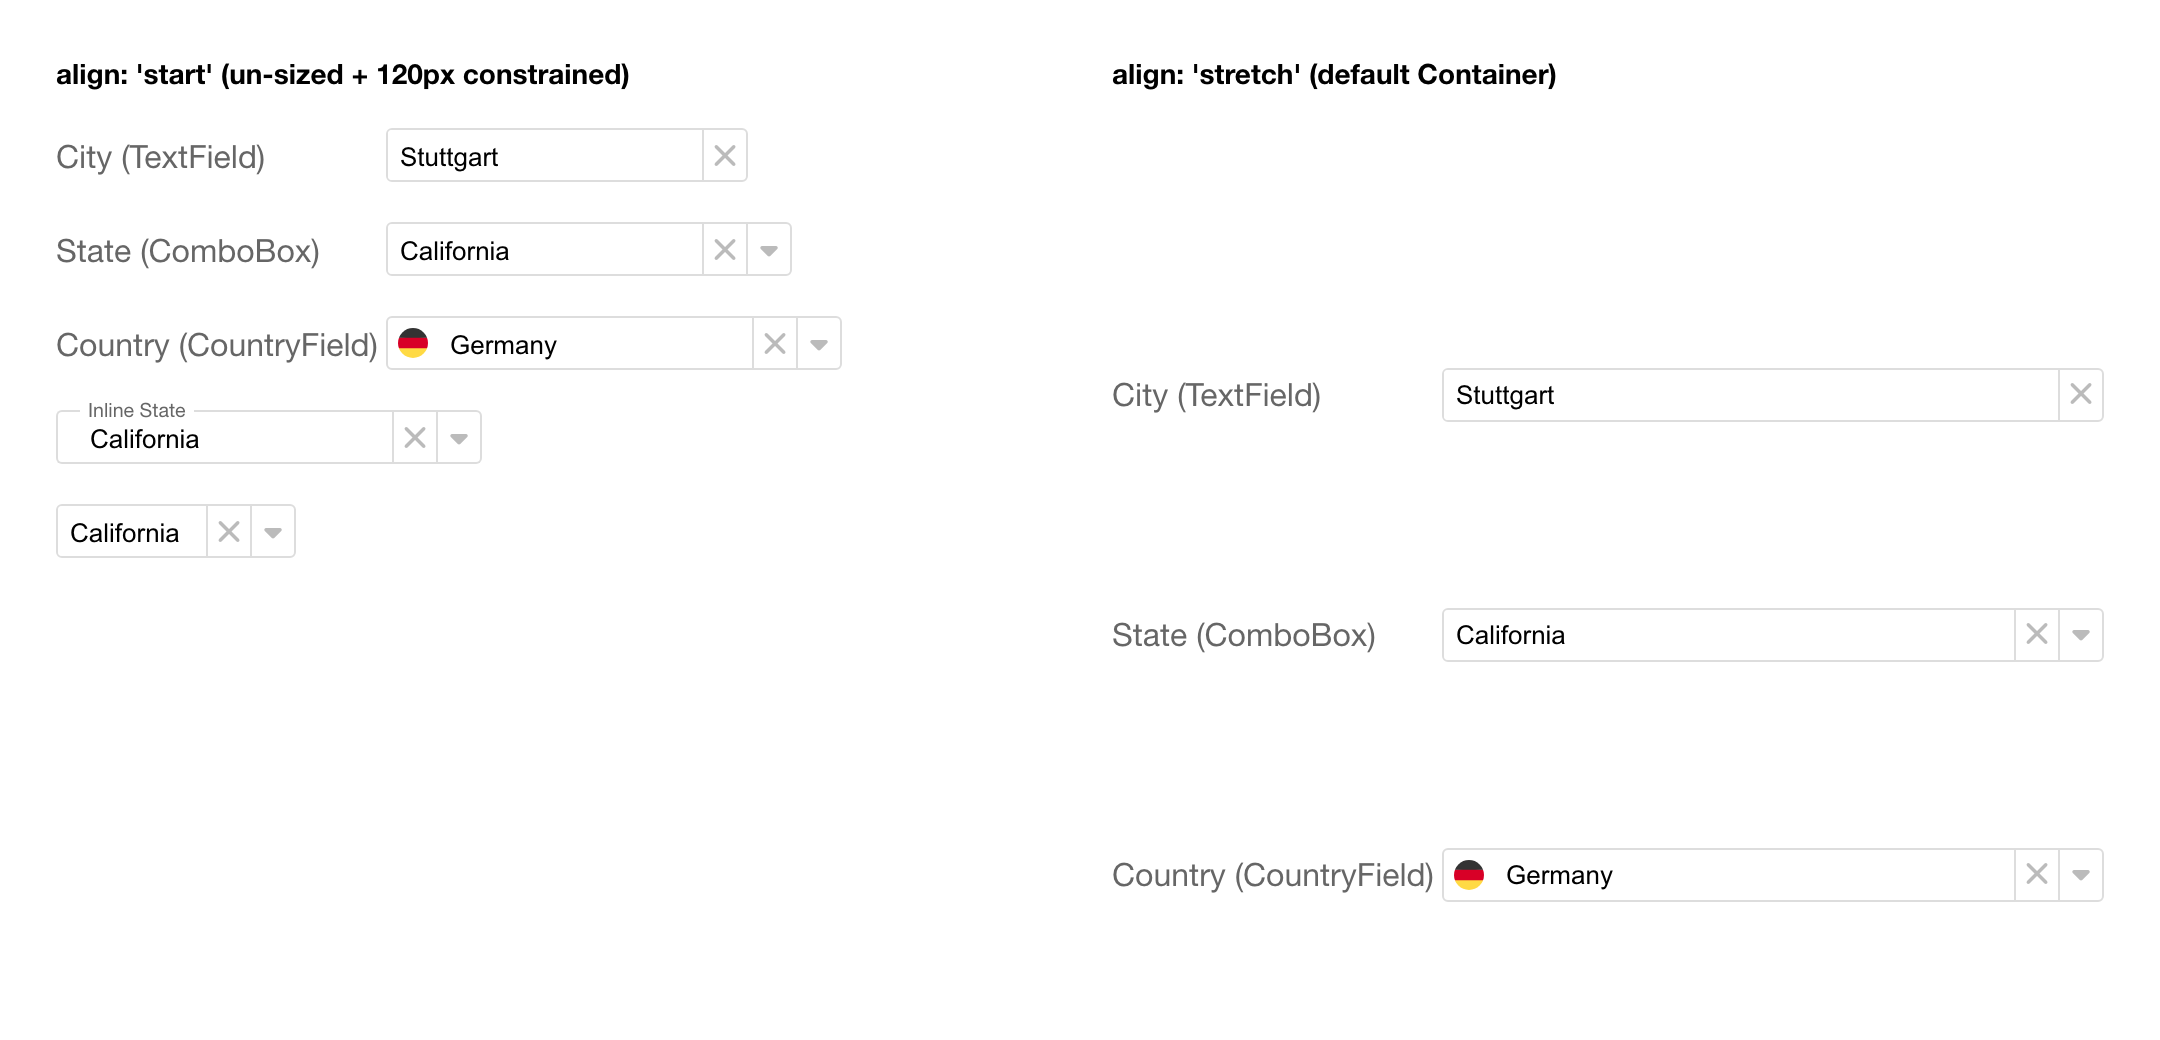 align: 'start' (un-sized + 120px constrained)
City (TextField) Stuttgart
State (ComboBox) California
Country (CountryField) Germany
Inline State
California
California
align: 'stretch' (default Container)
City (TextField) Stuttgart
State (ComboBox) California
Country (CountryField) Germany